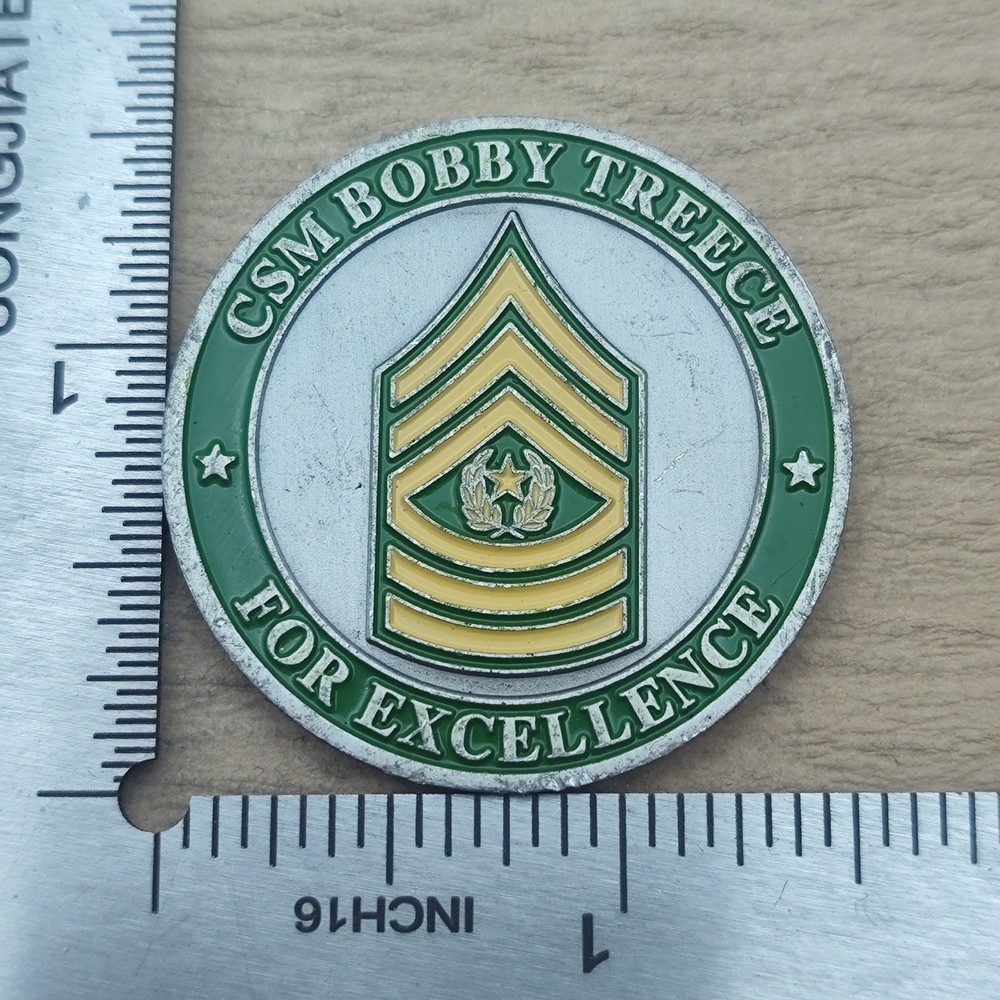 CSM BOBBY TREECE
FOR EXCELLENCE
INCH16
1
1